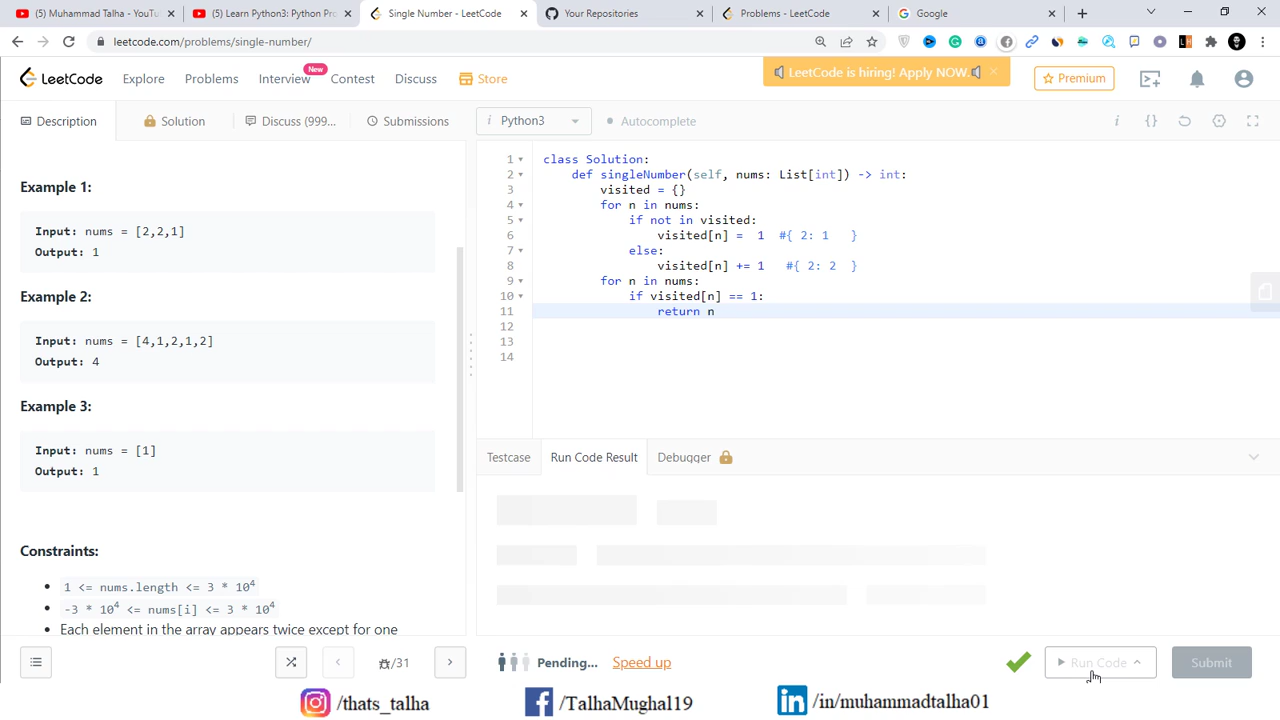 (5) Muhammad Talha - YouTu
(5) Learn Python3: Python Pro
Single Number - LeetCode
Your Repositories
Problems - LeetCode
Google
leetcode.com/problems/single-number/
LeetCode
Explore
Problems
Interview
New
Contest
Discuss
Store
LeetCode is hiring! Apply NOW.
Premium
Description
Solution
Discuss (999...
Submissions
i Python3
Autocomplete
Example 1:
Input: nums = [2,2,1]
Output: 1
Example 2:
Input: nums = [4,1,2,1,2]
Output: 4
Example 3:
Input: nums = [1]
Output: 1
Constraints:
1 <= nums.length <= 3 * 10⁴
-3 * 10⁴ <= nums[i] <= 3 * 10⁴
Each element in the array appears twice except for one
1 class Solution:
2 def singleNumber(self, nums: List[int]) -> int:
3 visited = {}
4 for n in nums:
5 if not in visited:
6 visited[n] = 1 #{ 2: 1 }
7 else:
8 visited[n] += 1 #{ 2: 2 }
9 for n in nums:
10 if visited[n] == 1:
11 return n
12
13
14
Testcase
Run Code Result
Debugger
/31
Pending...
Speed up
Run Code
Submit
/thats_talha
/TalhaMughal19
/in/muhammadtalha01